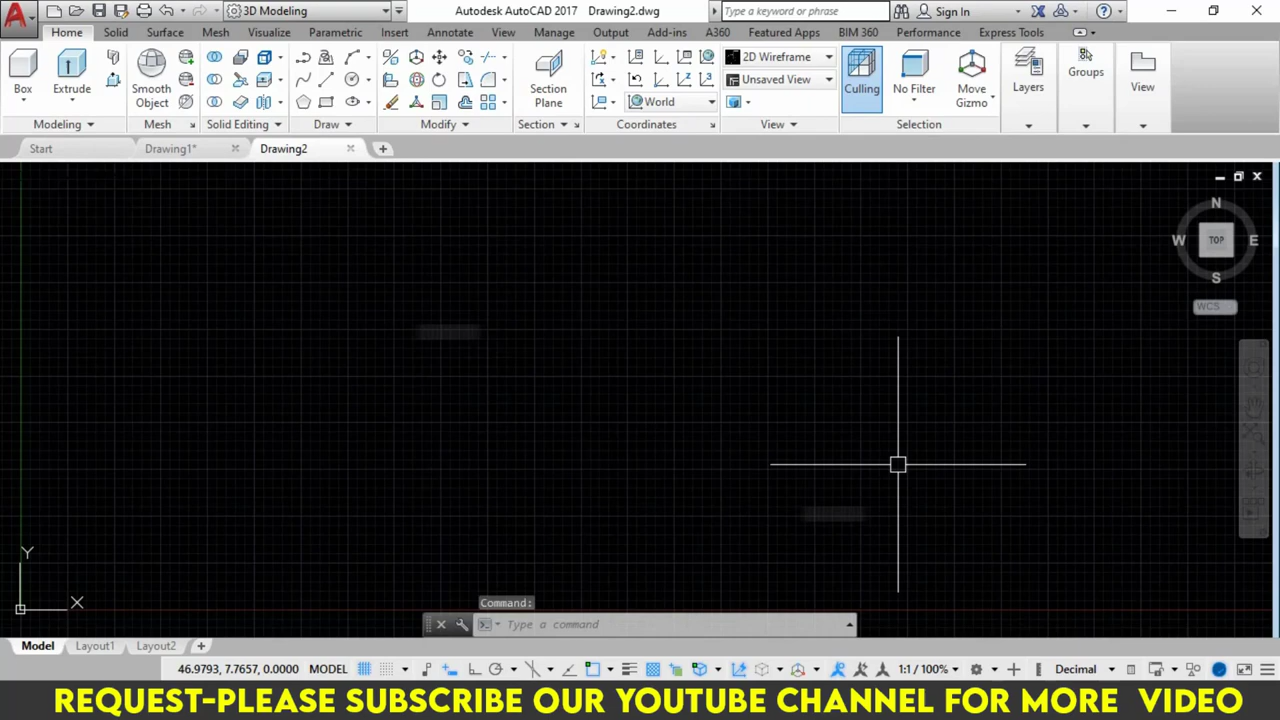 3D Modeling Autodesk AutoCAD 2017 Drawing2.dwg Type a keyword or phrase Sign In
Home Solid Surface Mesh Visualize Parametric Insert Annotate View Manage Output Add-ins A360 Featured Apps BIM 360 Performance Express Tools
Box Extrude Smooth Object Section Plane World 2D Wireframe Unsaved View Culling No Filter Move Gizmo Layers Groups View
Modeling Mesh Solid Editing Draw Modify Section Coordinates View Selection
Start Drawing1* Drawing2
N
W TOP E
S
WCS
Y
X
Command:
Type a command
Model Layout1 Layout2
46.9793, 7.7657, 0.0000 MODEL 1:1 / 100% Decimal
REQUEST-PLEASE SUBSCRIBE OUR YOUTUBE CHANNEL FOR MORE VIDEO